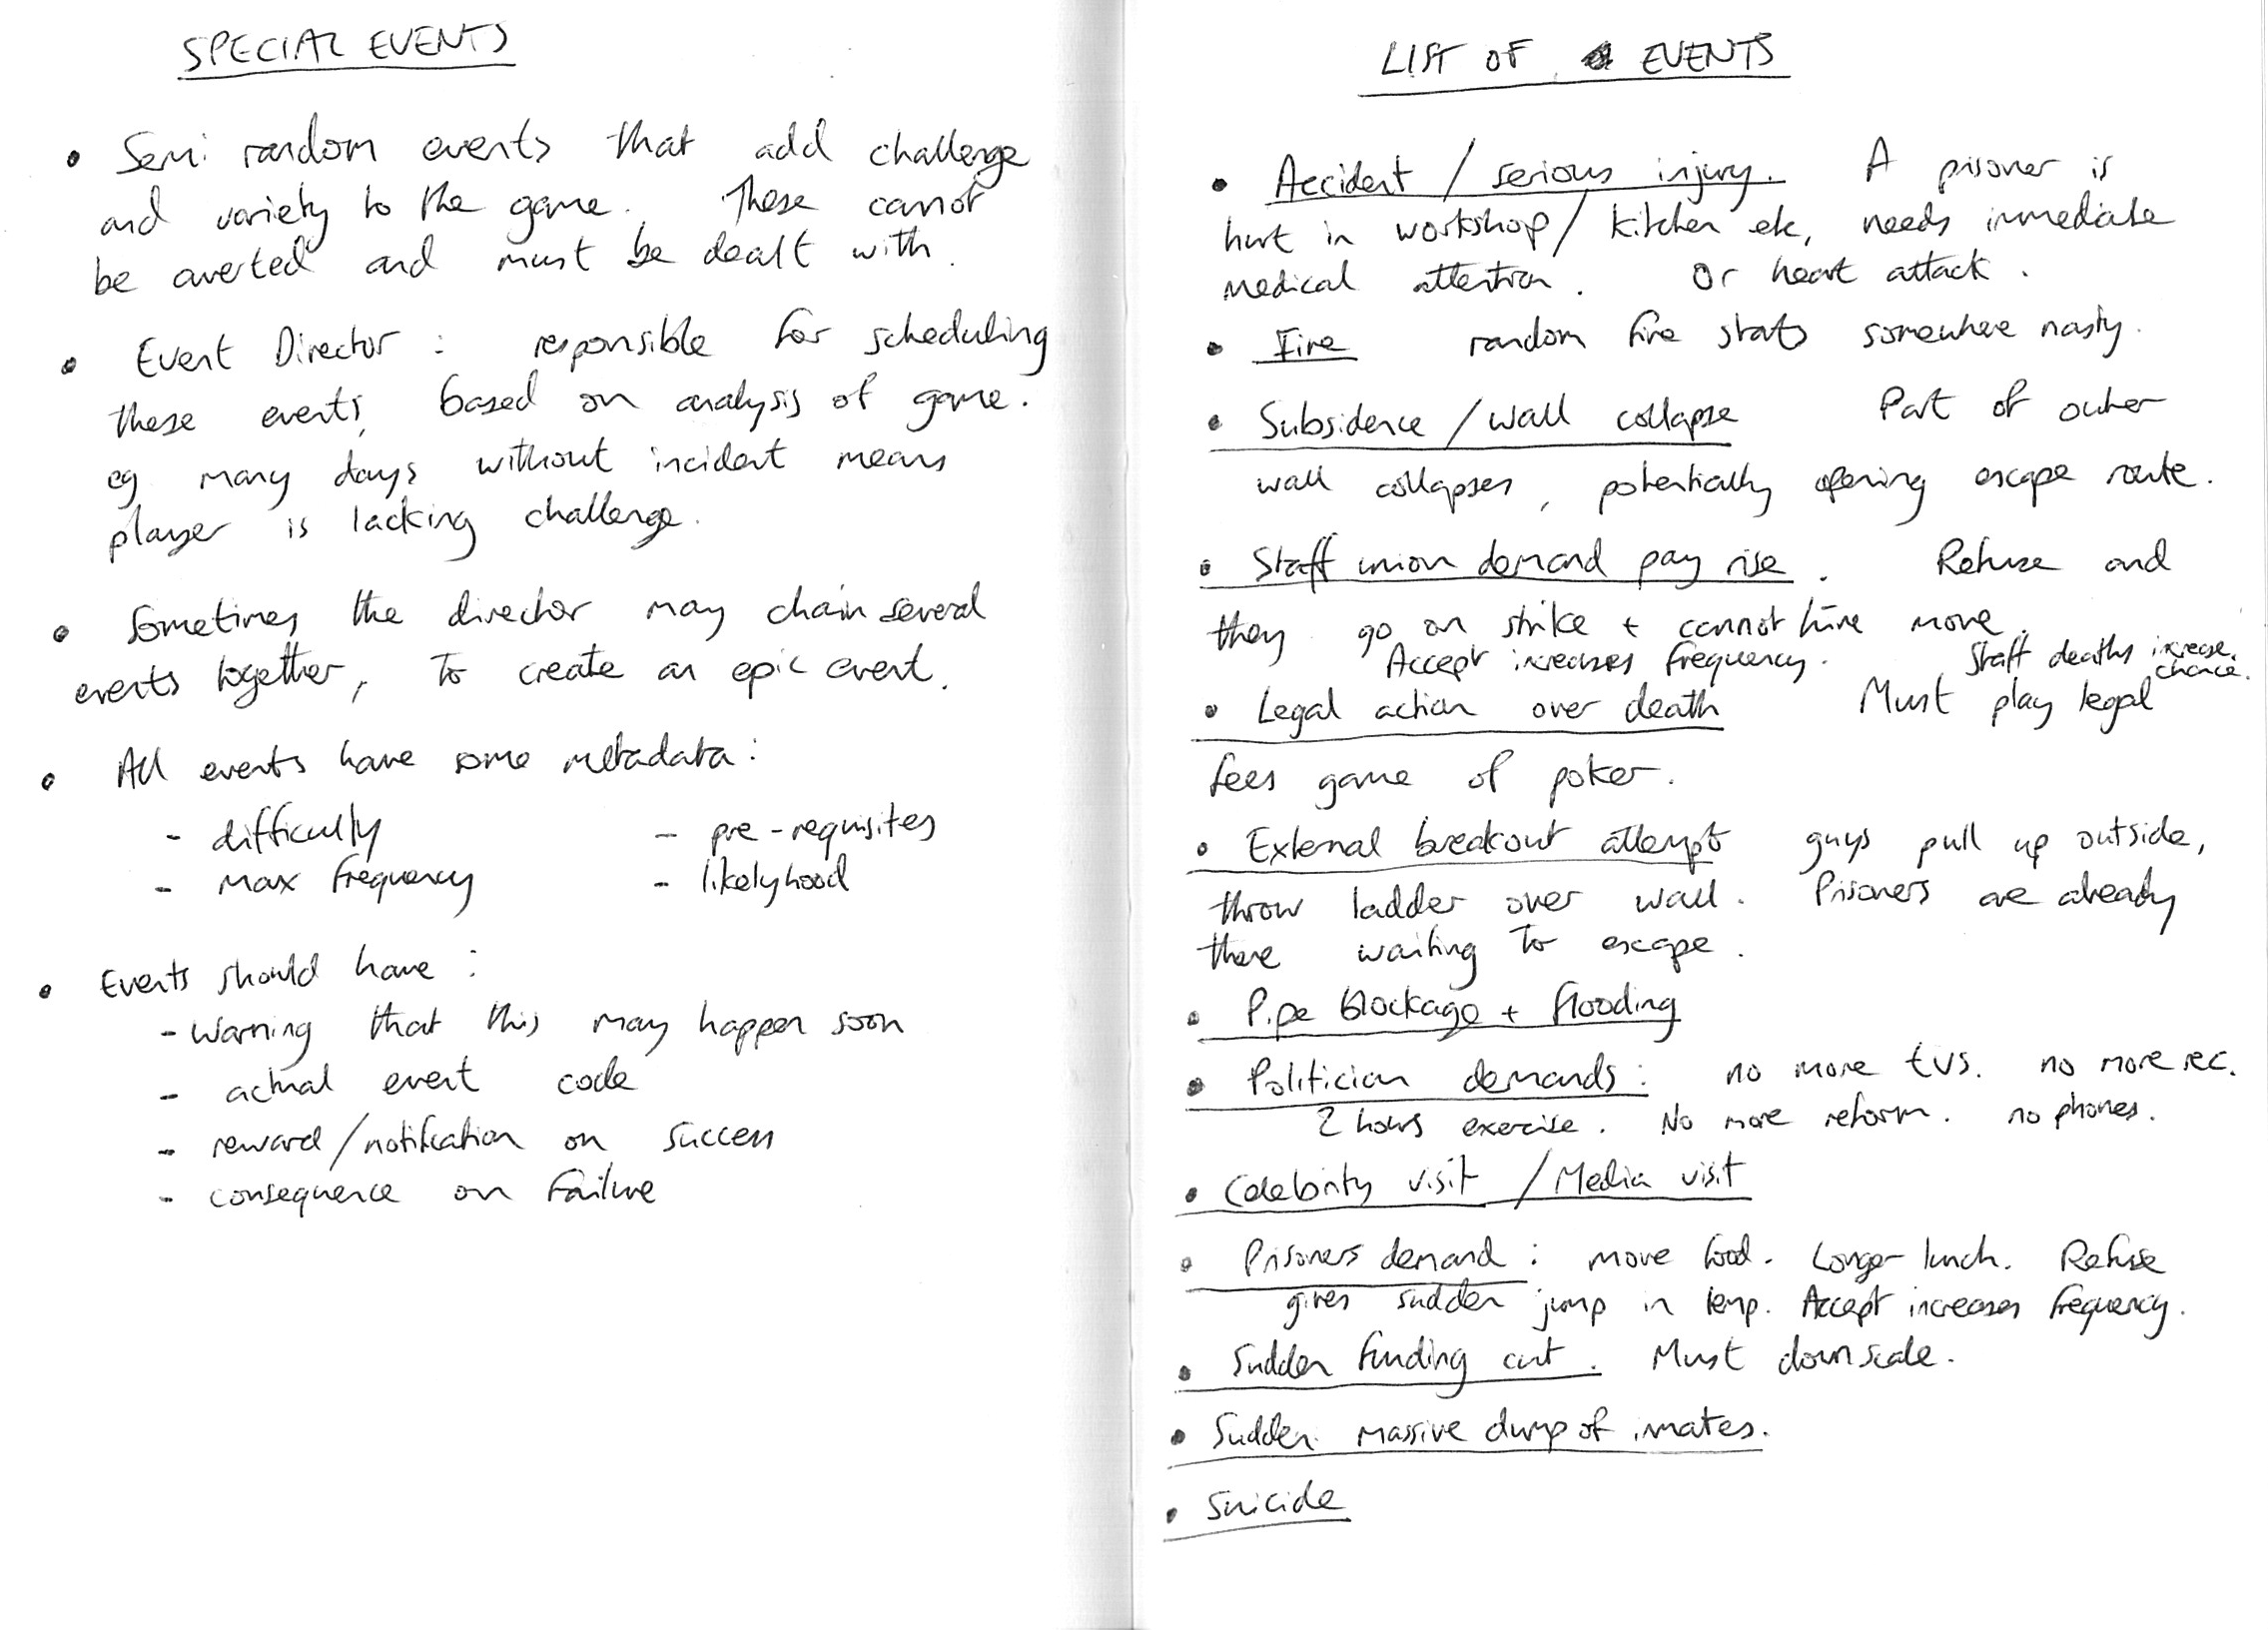 SPECIAL EVENTS
• Semi random events that add challenge
and variety to the game. These cannot
be averted and must be dealt with.
• Event Director : responsible for scheduling
these events, based on analysis of game.
eg many days without incident means
player is lacking challenge.
• Sometimes the director may chain several
events together, to create an epic event.
• All events have some metadata :
- difficulty - pre-requisites
- max frequency - likelyhood
• Events should have :
- warning that this may happen soon
- actual event code
- reward/notification on success
- consequence on failure
LIST OF EVENTS
• Accident / serious injury. A prisoner is
hurt in workshop / kitchen etc, needs immediate
medical attention. Or heart attack.
• Fire random fire starts somewhere nasty.
• Subsidence / wall collapse Part of outer
wall collapses, potentially opening escape route.
• Staff union demand pay rise. Refuse and
they go on strike + cannot hire more.
Accept increases frequency. Staff deaths increase
chance.
• Legal action over death Must play legal
fees game of poker.
• External breakout attempt guys pull up outside,
throw ladder over wall. Prisoners are already
there waiting to escape.
• Pipe blockage + flooding
• Politician demands : no more tvs. no more rec.
2 hours exercise. No more reform. no phones.
• Celebrity visit / Media visit
• Prisoners demand : more food. Longer lunch. Refuse
gives sudden jump in temp. Accept increases frequency.
• Sudden funding cut. Must downscale.
• Sudden massive dump of inmates.
• Suicide